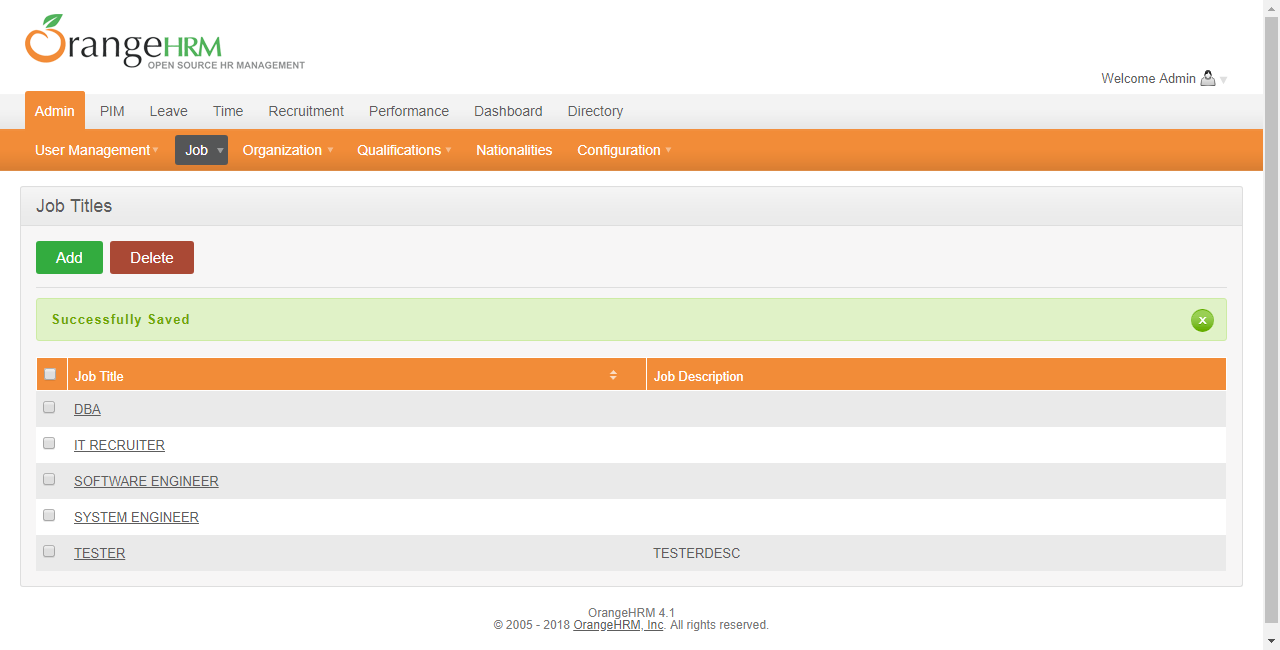 OrangeHRM
OPEN SOURCE HR MANAGEMENT
Welcome Admin
Admin PIM Leave Time Recruitment Performance Dashboard Directory
User Management Job Organization Qualifications Nationalities Configuration
Job Titles
Add Delete
Successfully Saved x
Job Title Job Description
DBA
IT RECRUITER
SOFTWARE ENGINEER
SYSTEM ENGINEER
TESTER TESTERDESC
OrangeHRM 4.1
© 2005 - 2018 OrangeHRM, Inc. All rights reserved.